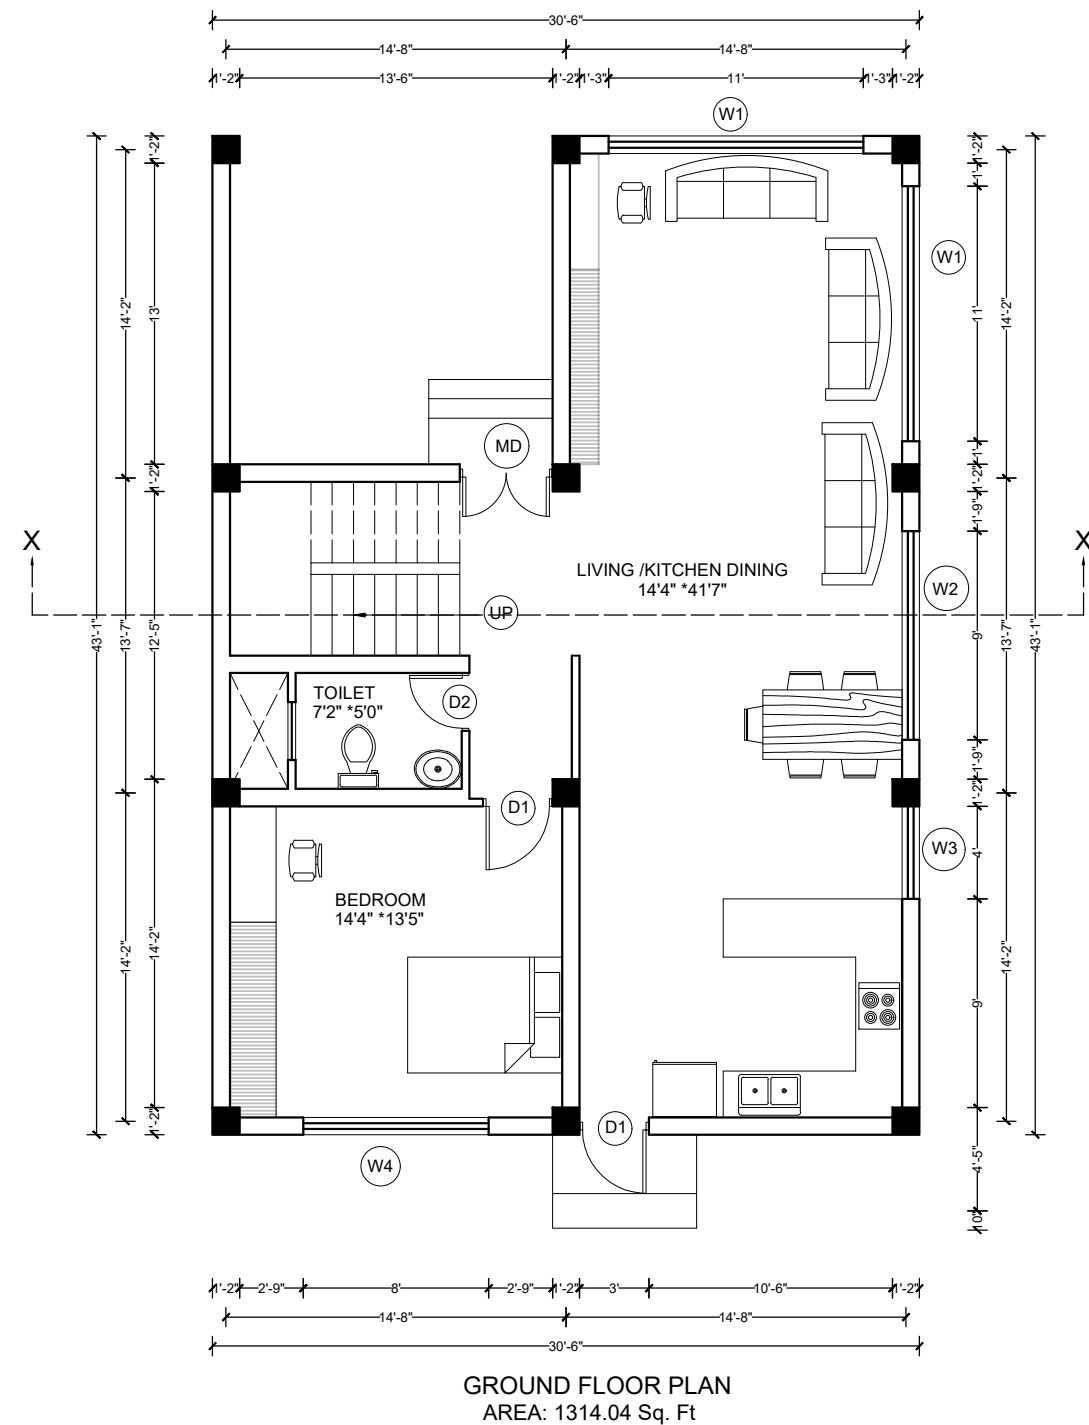 30'-6"
14'-8" 14'-8"
1'-2" 13'-6" 1'-2" 1'-3" 11' 1'-3" 1'-2"
W1
1'-2" 1'-2"
1'
W1
14'-2" 13' 11' 14'-2"
MD
1'
1'-2" 1'-2"
1'-9"
X X
LIVING /KITCHEN DINING
14'4" *41'7"
W2
UP
43'-1" 13'-7" 12'-5" 9' 13'-7" 43'-1"
TOILET
7'2" *5'0"
D2
1'-9"
1'-2"
D1
W3
4'
BEDROOM
14'4" *13'5"
14'-2" 14'-2" 9' 14'-2"
1'-2"
D1
W4
4'-5"
10"
1'-2" 2'-9" 8' 2'-9" 1'-2" 3' 10'-6" 1'-2"
14'-8" 14'-8"
30'-6"
GROUND FLOOR PLAN
AREA: 1314.04 Sq. Ft